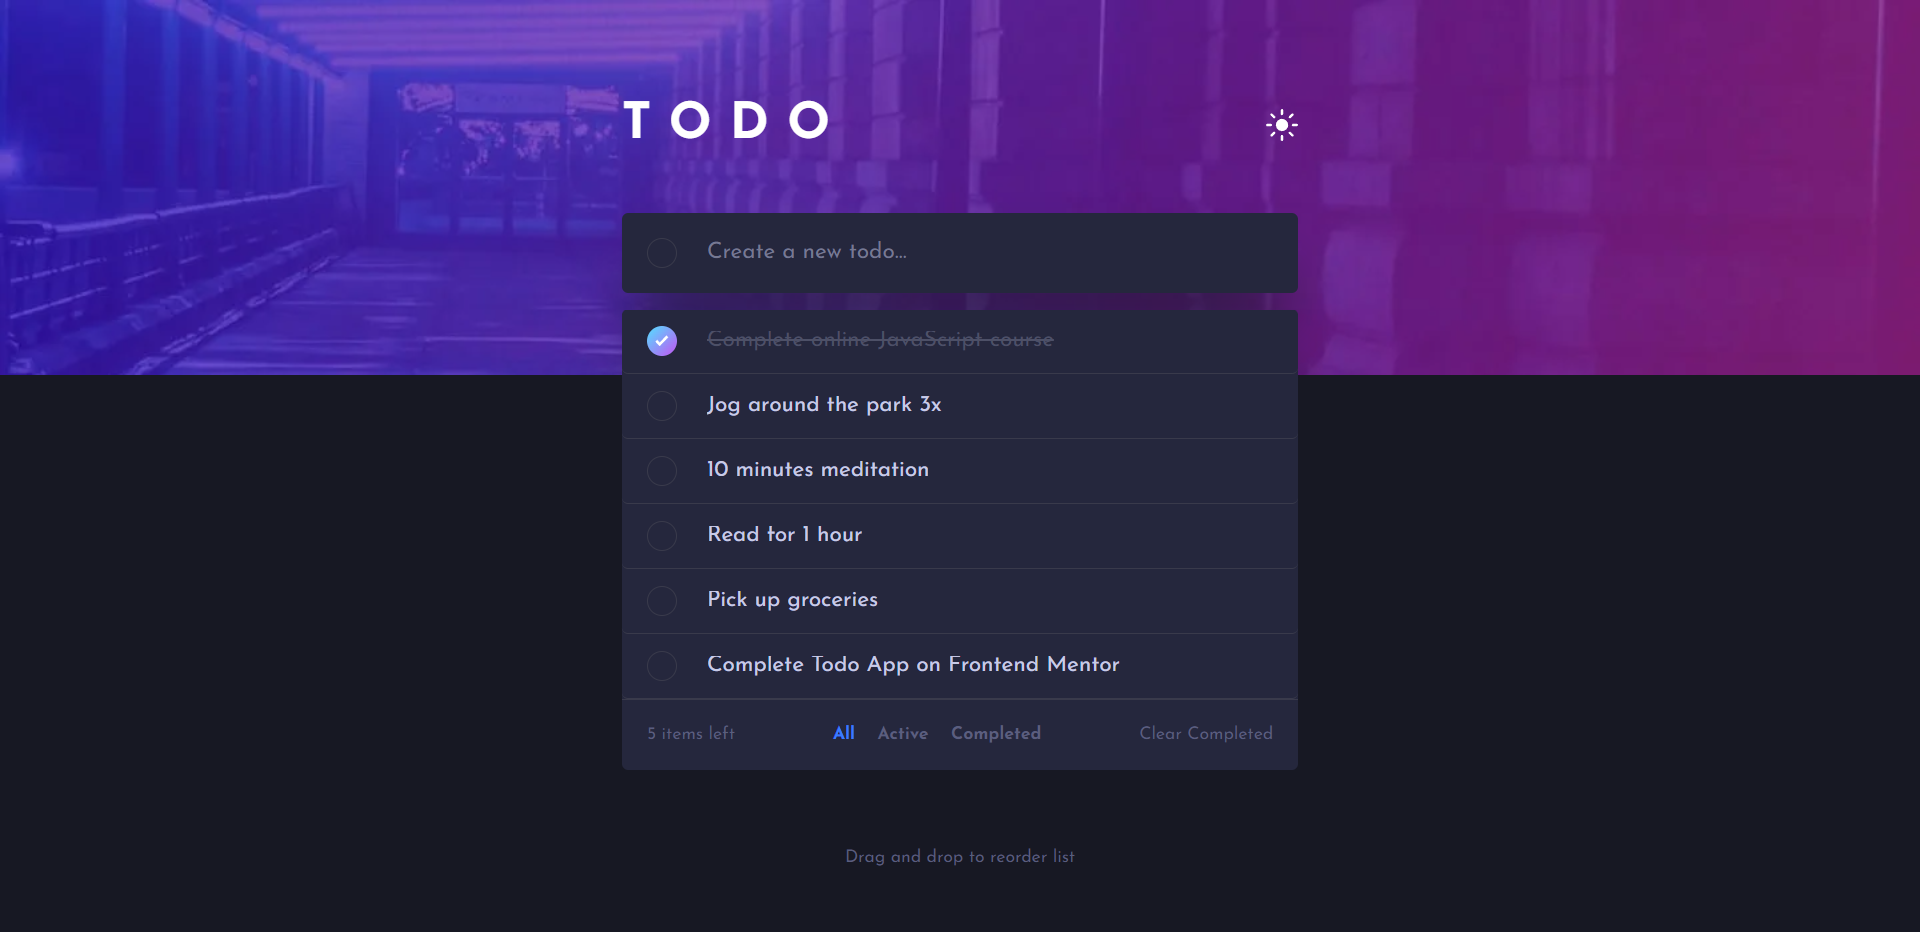 TODO
Create a new todo...
Complete online JavaScript course
Jog around the park 3x
10 minutes meditation
Read for 1 hour
Pick up groceries
Complete Todo App on Frontend Mentor
5 items left All Active Completed Clear Completed
Drag and drop to reorder list